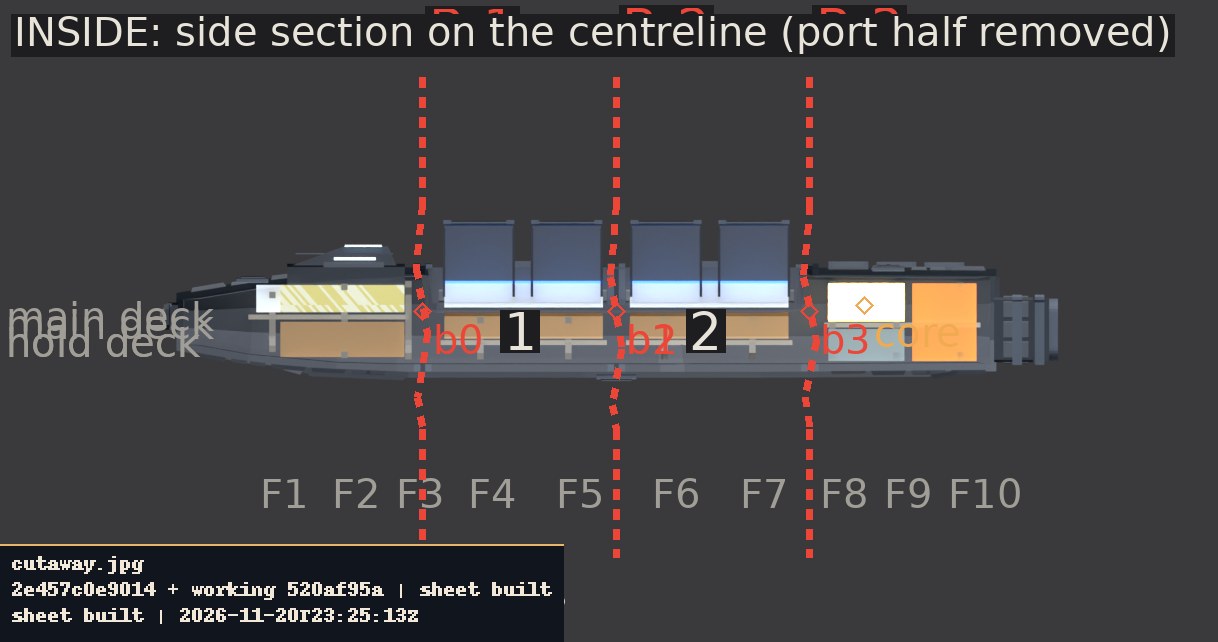 INSIDE: side section on the centreline (port half removed)
main deck
hold deck
b0
1
2
b3
core
F1 F2 F3 F4 F5 F6 F7 F8 F9 F10
cutaway.jpg
2e457c0e9014 + working 520af95a | sheet built
sheet built | 2026-11-20T23:25:13Z